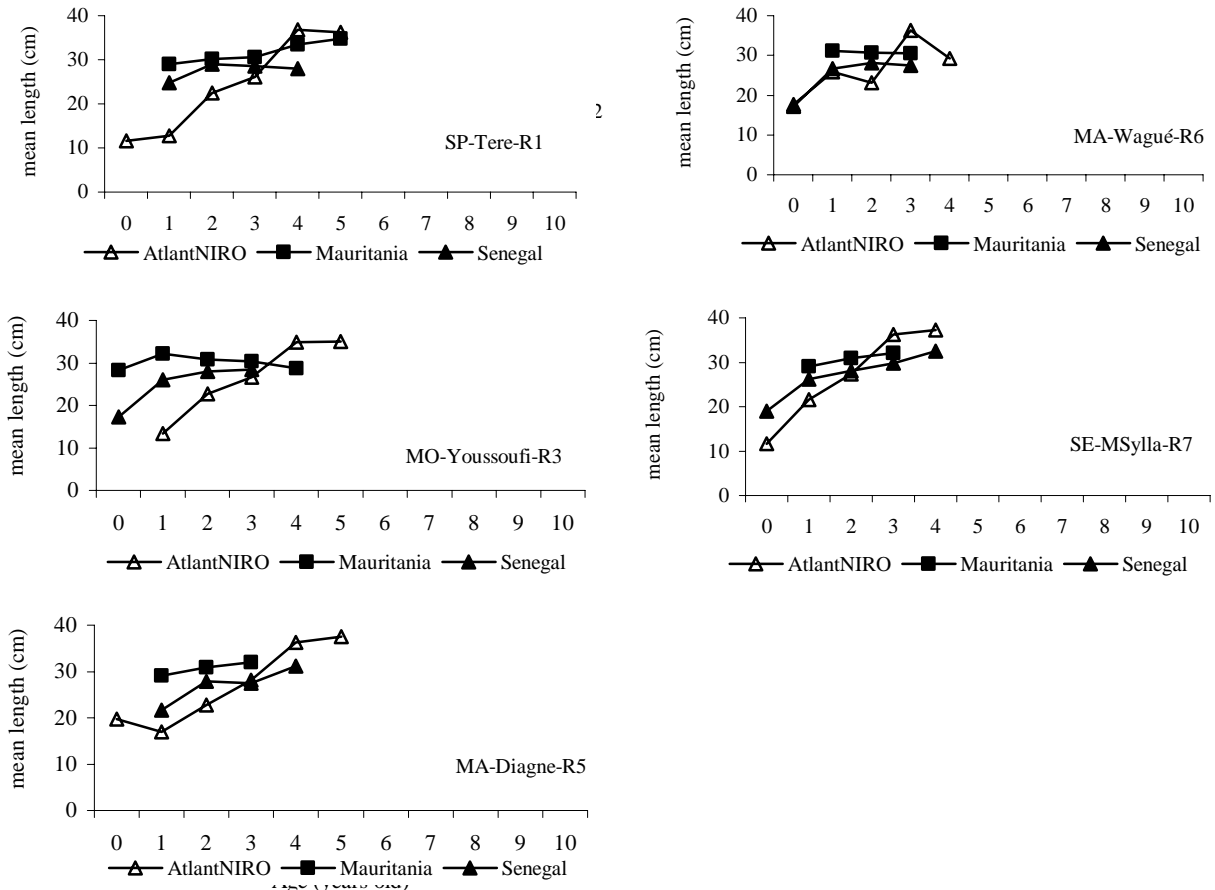 mean length (cm)
40
30
20
10
0
SP-Tere-R1
0 1 2 3 4 5 6 7 8 9 10
AtlantNIRO Mauritania Senegal
2
mean length (cm)
40
30
20
10
0
MA-Wagué-R6
0 1 2 3 4 5 6 7 8 9 10
AtlantNIRO Mauritania Senegal
mean length (cm)
40
30
20
10
0
MO-Youssoufi-R3
0 1 2 3 4 5 6 7 8 9 10
AtlantNIRO Mauritania Senegal
mean length (cm)
40
30
20
10
0
SE-MSylla-R7
0 1 2 3 4 5 6 7 8 9 10
AtlantNIRO Mauritania Senegal
mean length (cm)
40
30
20
10
0
MA-Diagne-R5
0 1 2 3 4 5 6 7 8 9 10
AtlantNIRO Mauritania Senegal
Age (years old)